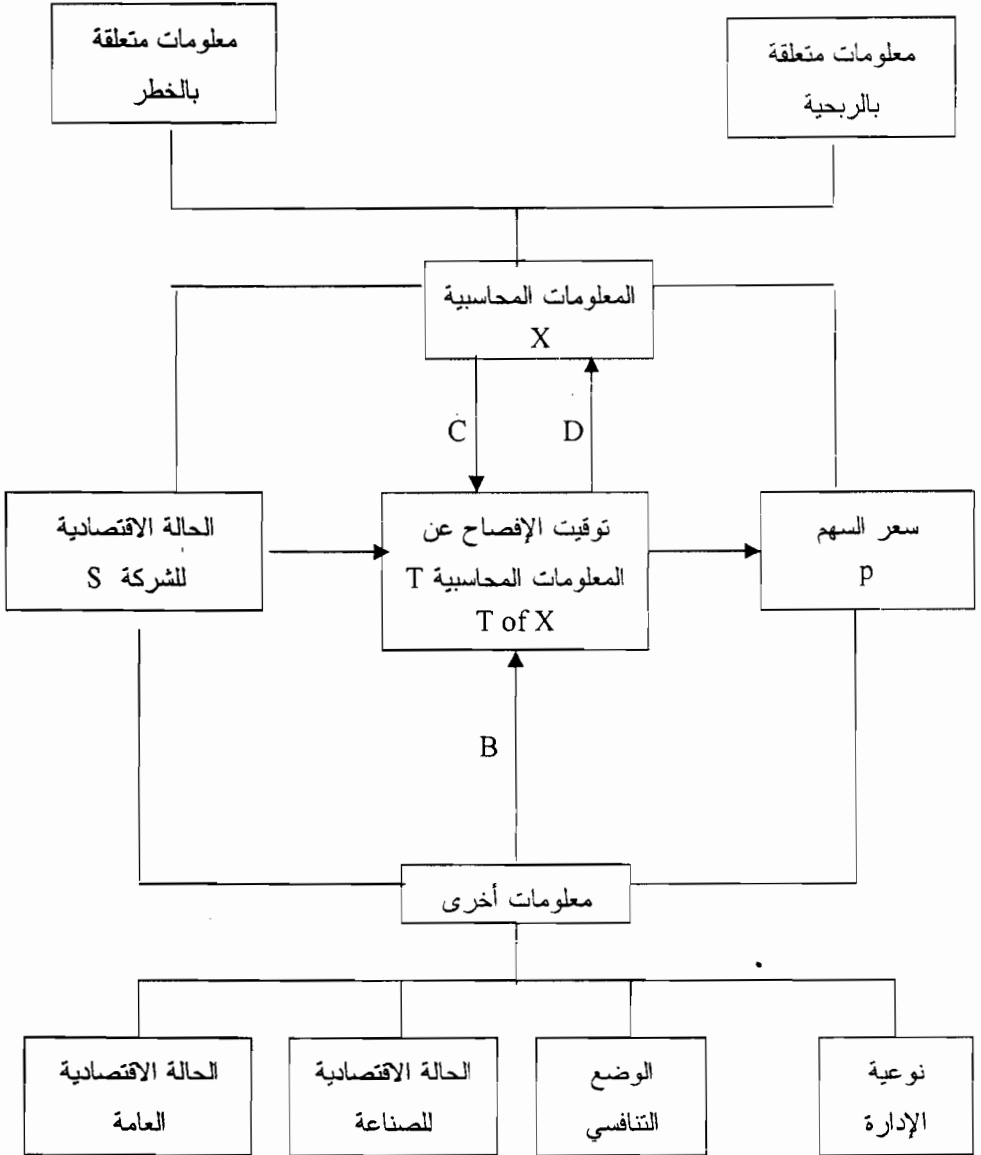 معلومات متعلقة
بالخطر
معلومات متعلقة
بالربحية
المعلومات المحاسبية
X
C
D
الحالة الاقتصادية
للشركة S
توقيت الإفصاح عن
المعلومات المحاسبية T
T of X
سعر السهم
p
B
معلومات أخرى
الحالة الاقتصادية
العامة
الحالة الاقتصادية
للصناعة
الوضع
التنافسي
نوعية
الإدارة